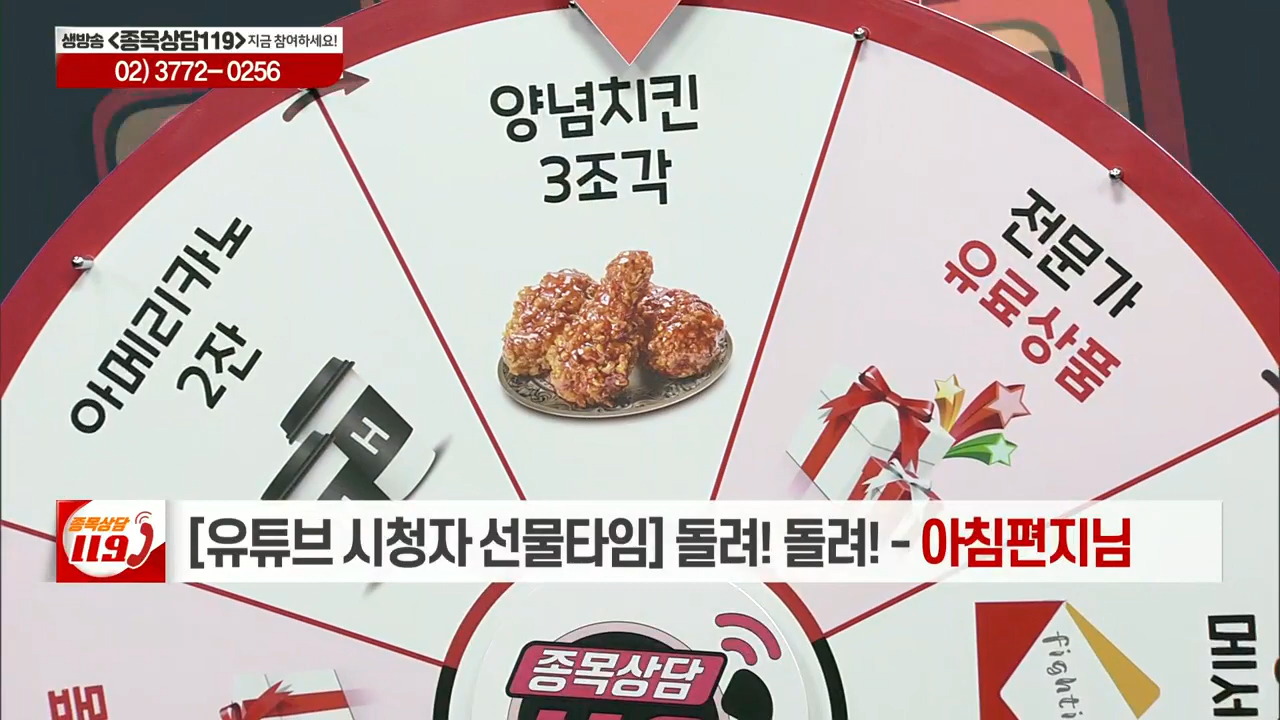 생방송 <종목상담119> 지금 참여하세요!
02) 3772-0256
양념치킨
3조각
아메리카노
2잔
H
전문가
유료상품
종목상담
119
[유튜브 시청자 선물타임] 돌려! 돌려! - 아침편지님
종목상담
품